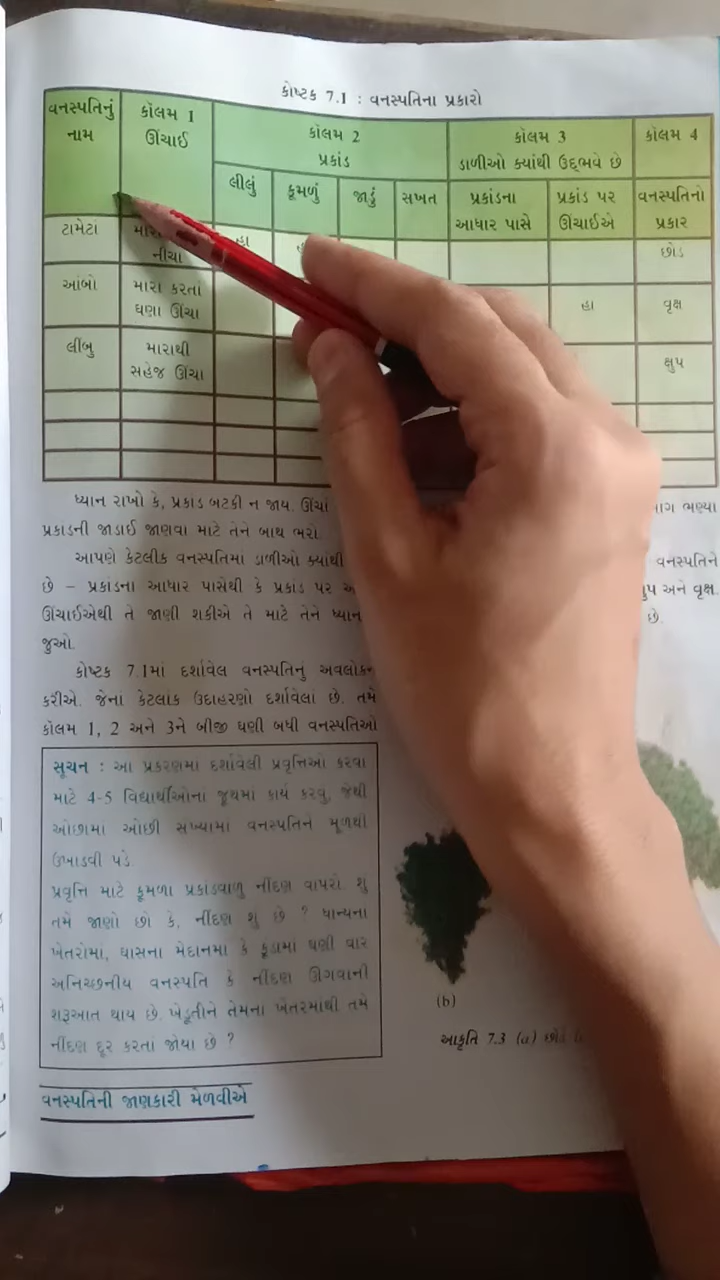 કોષ્ટક 7.1 : વનસ્પતિના પ્રકારો
વનસ્પતિનું નામ
કૉલમ 1 ઊંચાઈ
કૉલમ 2 પ્રકાંડ
કૉલમ 3 ડાળીઓ ક્યાંથી ઉદ્ભવે છે
કૉલમ 4
લીલું કૂમળું જાડું સખત
પ્રકાંડના આધાર પાસે
પ્રકાંડ પર ઊંચાઈએ
વનસ્પતિનો પ્રકાર
ટામેટાં નીચા હા છોડ
આંબો મારા કરતાં ઘણા ઊંચા હા વૃક્ષ
લીંબુ મારાથી સહેજ ઊંચા ક્ષુપ
ધ્યાન રાખો કે, પ્રકાંડ બટકી ન જાય. ઊંચાં
પ્રકાંડની જાડાઈ જાણવા માટે તેને બાથ ભરો.
આપણે કેટલીક વનસ્પતિમાં ડાળીઓ ક્યાંથી
છે – પ્રકાંડના આધાર પાસેથી કે પ્રકાંડ પર
ઊંચાઈએથી તે જાણી શકીએ તે માટે તેને ધ્યાન
જુઓ.
કોષ્ટક 7.1માં દર્શાવેલ વનસ્પતિનું
કરીએ. જેના કેટલાંક ઉદાહરણો દર્શાવેલાં છે. તમે
કૉલમ 1, 2 અને 3ને બીજી ઘણી બધી વનસ્પતિઓ
ભણ્યા
વનસ્પતિને
અને વૃક્ષ.
છે.
સૂચન : આ પ્રકરણમાં દર્શાવેલી પ્રવૃત્તિઓ કરવા
માટે 4-5 વિદ્યાર્થીઓનાં જૂથમાં કાર્ય કરવું, જેથી
ઓછામાં ઓછી સંખ્યામાં વનસ્પતિને મૂળથી
ઉખાડવી પડે.
પ્રવૃત્તિ માટે કૂમળા પ્રકાંડવાળું નીંદણ વાપરો. શું
તમે જાણો છો કે, નીંદણ શું છે ? ધાન્યના
ખેતરોમાં, ઘાસના મેદાનમાં કે કૂંડામાં ઘણી વાર
અનિચ્છનીય વનસ્પતિ કે નીંદણ ઊગવાની
શરૂઆત થાય છે. ખેડૂતોને તેમના ખેતરમાંથી તમે
નીંદણ દૂર કરતા જોયા છે ?
(b)
આકૃતિ 7.3 (a) છોડ
વનસ્પતિની જાણકારી મેળવીએ